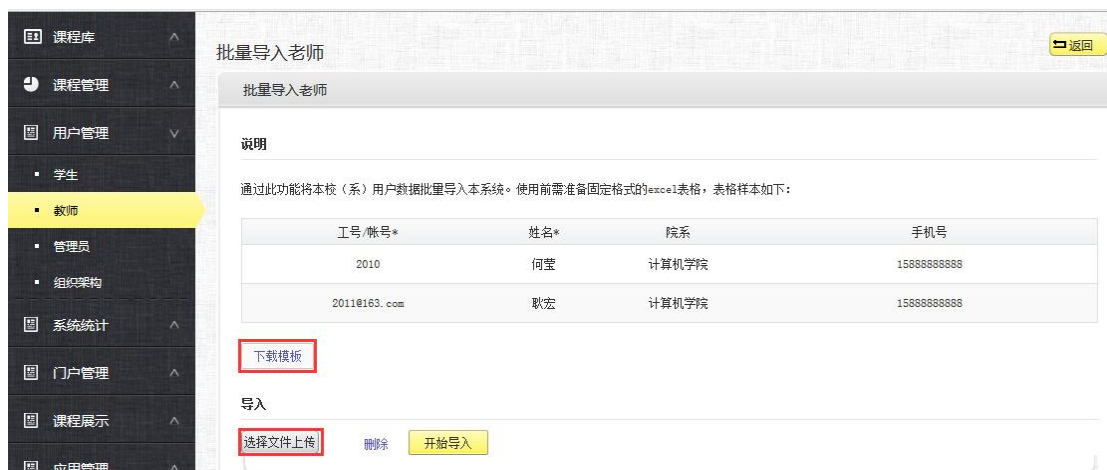 课程库
课程管理
用户管理
学生
教师
管理员
组织架构
系统统计
门户管理
课程展示
应用管理
批量导入老师
返回
批量导入老师
说明
通过此功能将本校（系）用户数据批量导入本系统。使用前需准备固定格式的excel表格，表格样本如下：
工号/帐号* 姓名* 院系 手机号
2010 何莹 计算机学院 15888888888
2011@163.com 耿宏 计算机学院 15888888888
下载模板
导入
选择文件上传 删除 开始导入